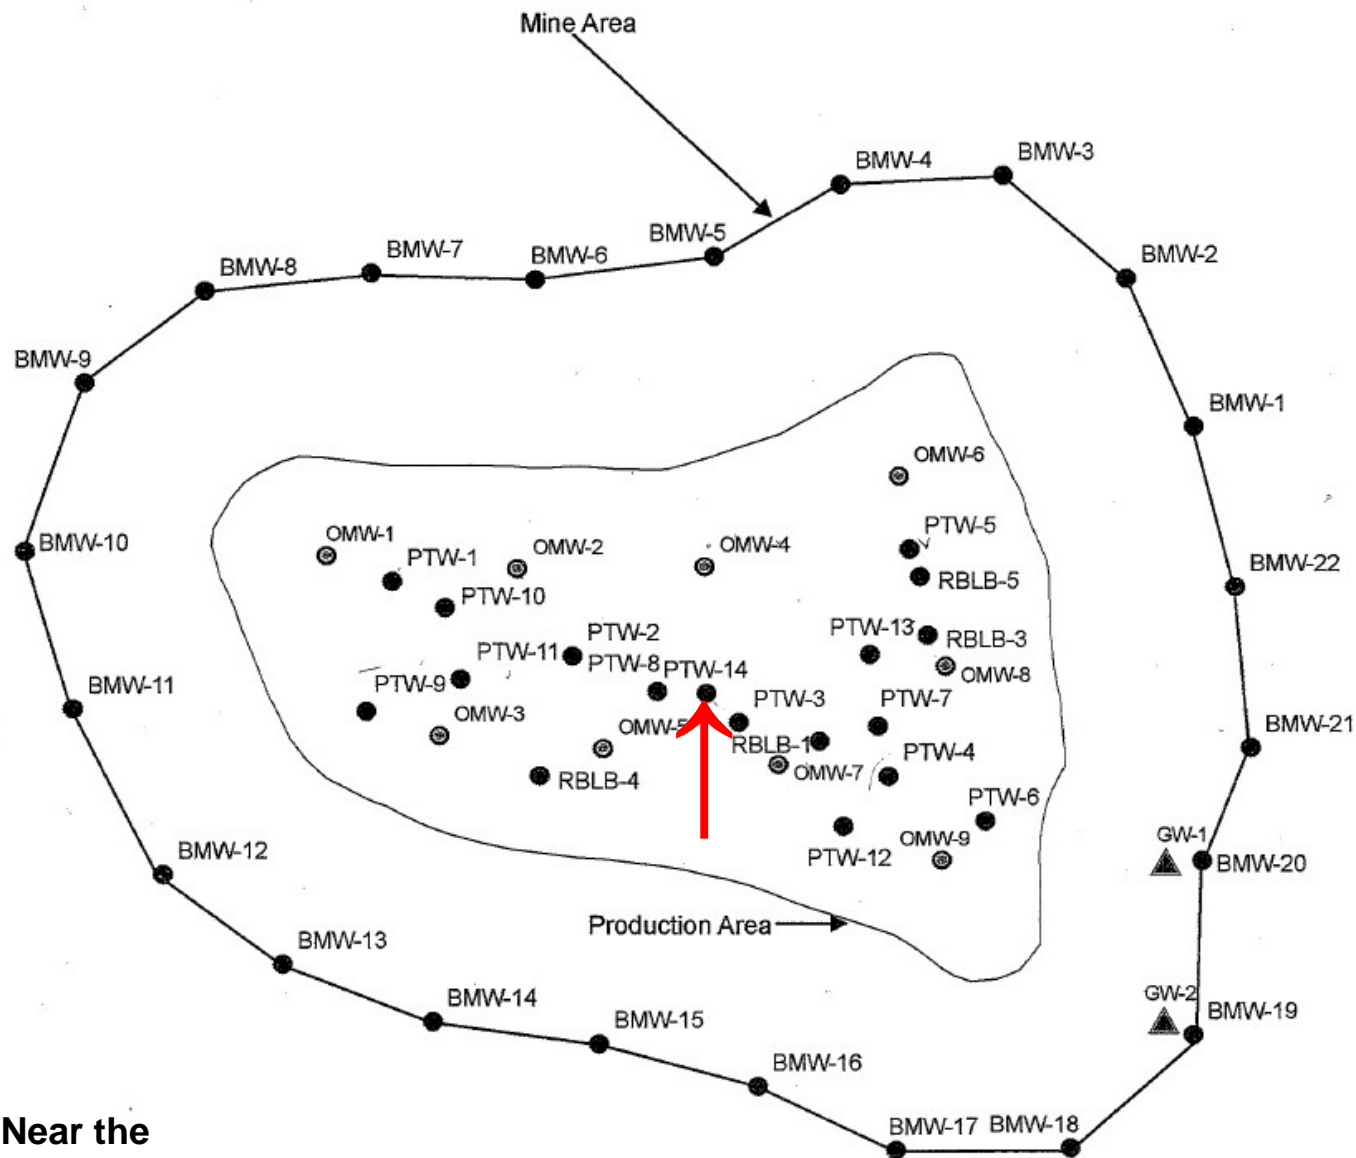 Mine Area
BMW-3
BMW-4
BMW-5
BMW-7
BMW-6
BMW-2
BMW-8
BMW-9
BMW-1
OMW-6
PTW-5
OMW-1
OMW-2
OMW-4
BMW-10
PTW-1
RBLB-5
BMW-22
PTW-10
PTW-2
PTW-13
RBLB-3
PTW-11
PTW-8
PTW-14
OMW-8
PTW-9
BMW-11
PTW-3
PTW-7
OMW-3
OMW-5
BMW-21
RBLB-1
PTW-4
OMW-7
RBLB-4
PTW-6
GW-1
BMW-12
PTW-12
OMW-9
BMW-20
Production Area
BMW-13
GW-2
BMW-14
BMW-19
BMW-15
BMW-16
Near the
BMW-17
BMW-18